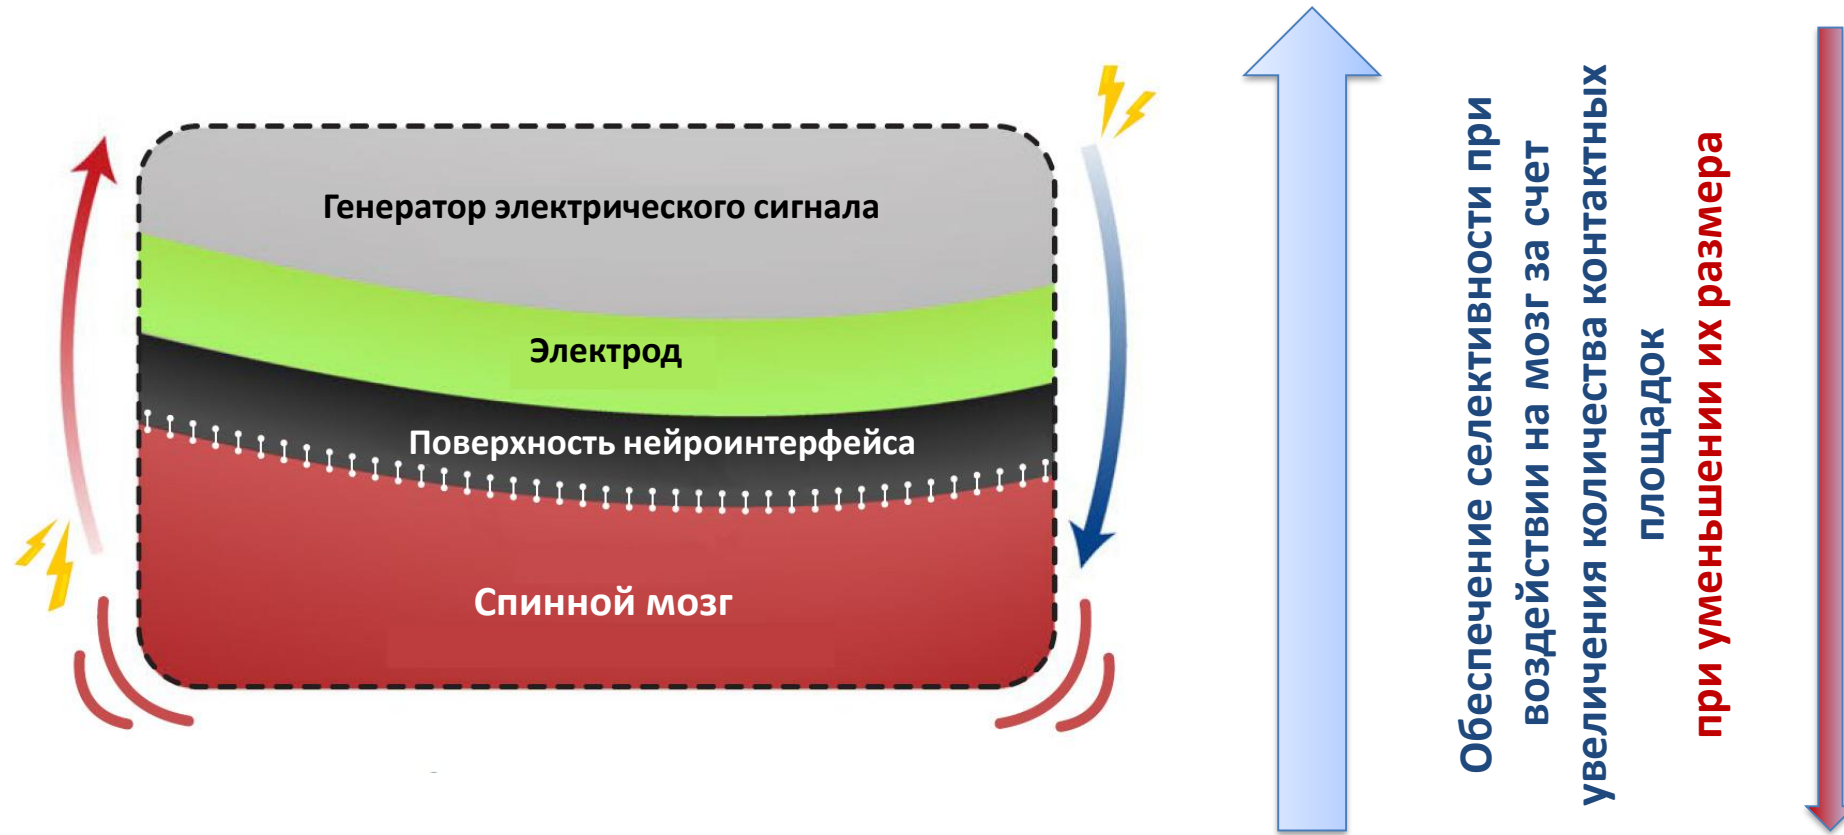 Генератор электрического сигнала
Электрод
Поверхность нейроинтерфейса
Спинной мозг
Обеспечение селективности при
воздействии на мозг за счет
увеличения количества контактных
площадок
при уменьшении их размера